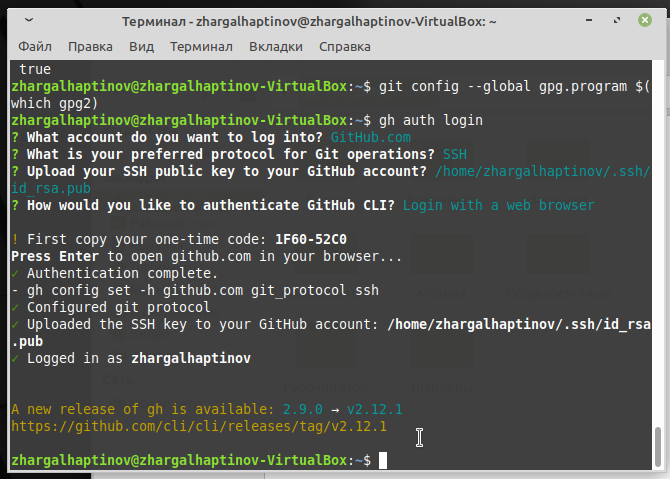 Терминал - zhargalhaptinov@zhargalhaptinov-VirtualBox: ~
Файл Правка Вид Терминал Вкладки Справка
true
zhargalhaptinov@zhargalhaptinov-VirtualBox:~$ git config --global gpg.program $(
which gpg2)
zhargalhaptinov@zhargalhaptinov-VirtualBox:~$ gh auth login
? What account do you want to log into? GitHub.com
? What is your preferred protocol for Git operations? SSH
? Upload your SSH public key to your GitHub account? /home/zhargalhaptinov/.ssh/
id_rsa.pub
? How would you like to authenticate GitHub CLI? Login with a web browser
! First copy your one-time code: 1F60-52C0
Press Enter to open github.com in your browser...
✓ Authentication complete.
- gh config set -h github.com git_protocol ssh
✓ Configured git protocol
✓ Uploaded the SSH key to your GitHub account: /home/zhargalhaptinov/.ssh/id_rsa
.pub
✓ Logged in as zhargalhaptinov
A new release of gh is available: 2.9.0 → v2.12.1
https://github.com/cli/cli/releases/tag/v2.12.1
zhargalhaptinov@zhargalhaptinov-VirtualBox:~$